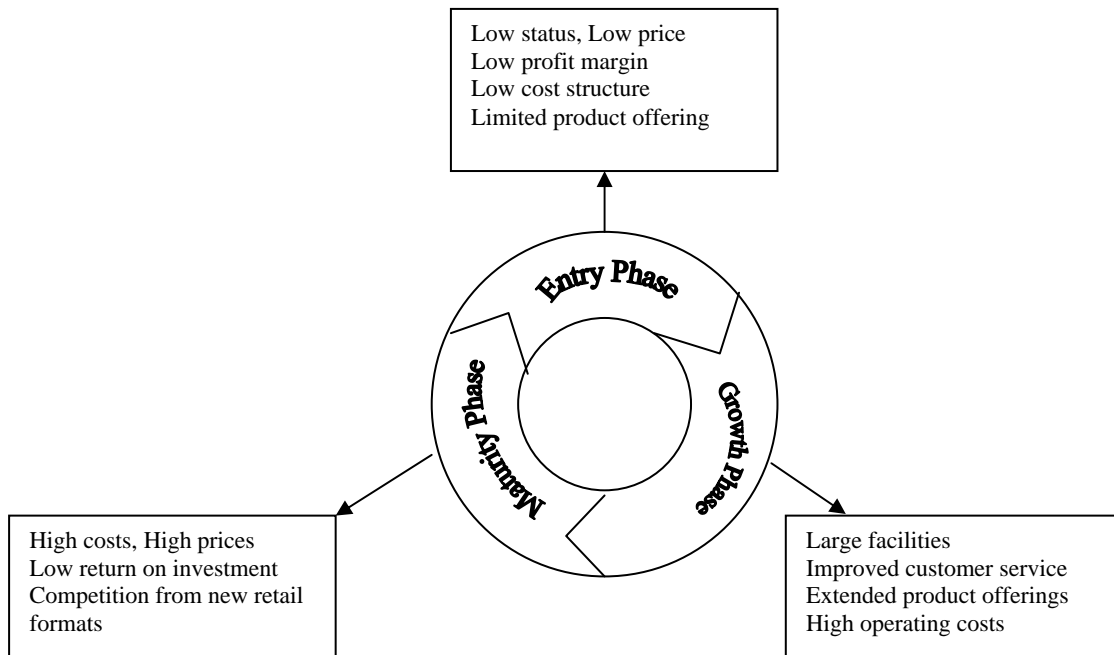 Low status, Low price
Low profit margin
Low cost structure
Limited product offering
Entry Phase
Growth Phase
Maturity Phase
High costs, High prices
Low return on investment
Competition from new retail
formats
Large facilities
Improved customer service
Extended product offerings
High operating costs